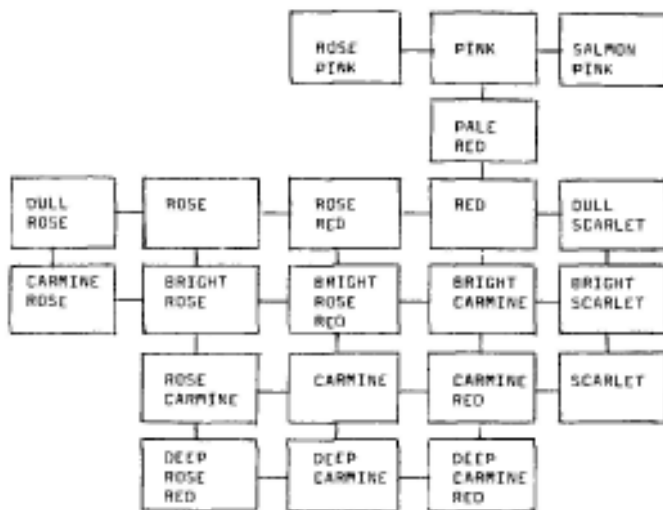 ROSE
PINK
PINK
SALMON
PINK
PALE
RED
DULL
ROSE
ROSE
ROSE
RED
RED
DULL
SCARLET
CARMINE
ROSE
BRIGHT
ROSE
BRIGHT
ROSE
RED
BRIGHT
CARMINE
BRIGHT
SCARLET
ROSE
CARMINE
CARMINE
CARMINE
RED
SCARLET
DEEP
ROSE
RED
DEEP
CARMINE
DEEP
CARMINE
RED